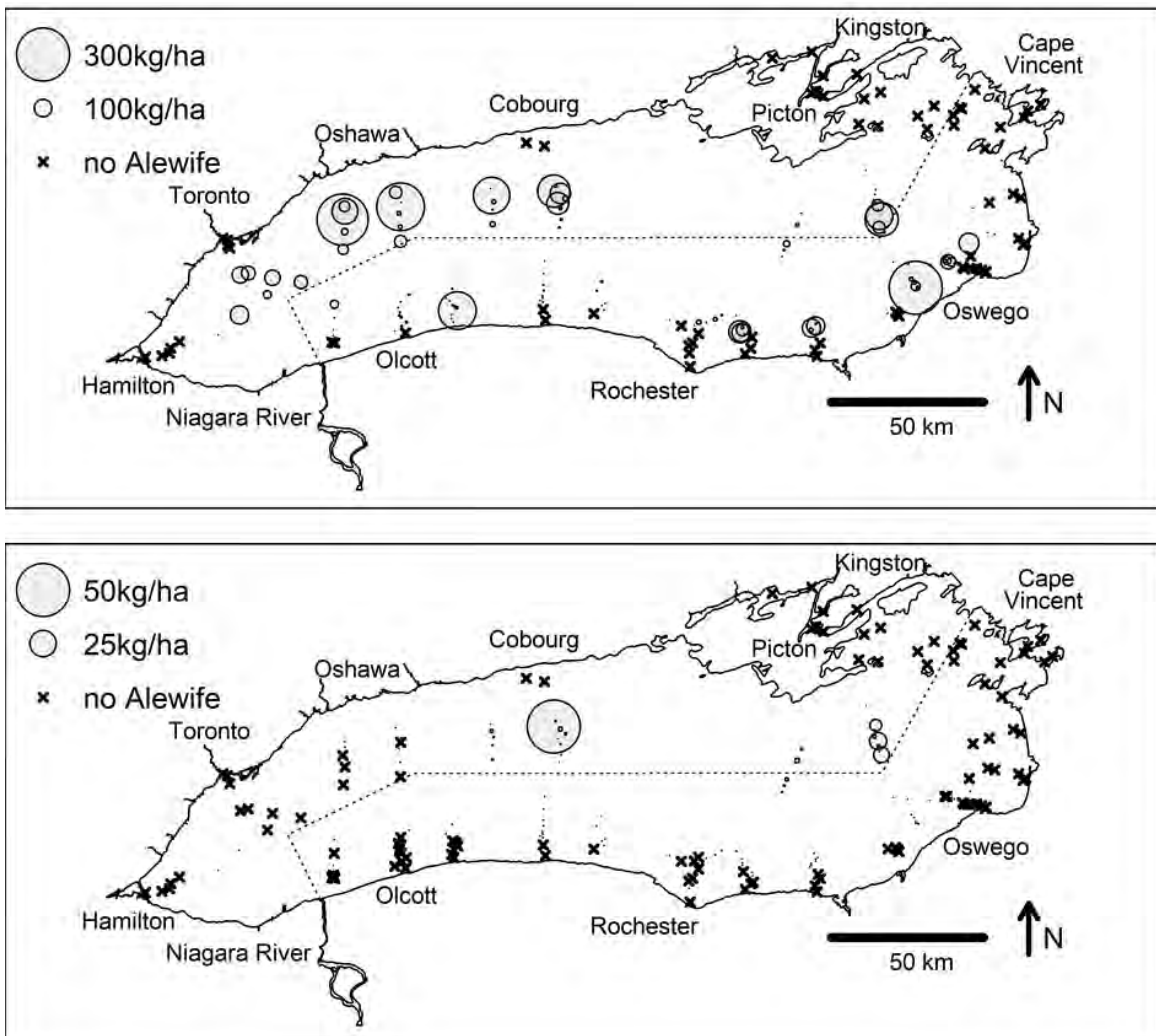 300kg/ha
100kg/ha
no Alewife
Kingston
Cape
Vincent
Cobourg
Picton
Oshawa
Toronto
Oswego
Olcott
Hamilton
Rochester
Niagara River
N
50 km
50kg/ha
25kg/ha
no Alewife
Kingston
Cape
Vincent
Cobourg
Picton
Oshawa
Toronto
Oswego
Olcott
Hamilton
Rochester
Niagara River
N
50 km